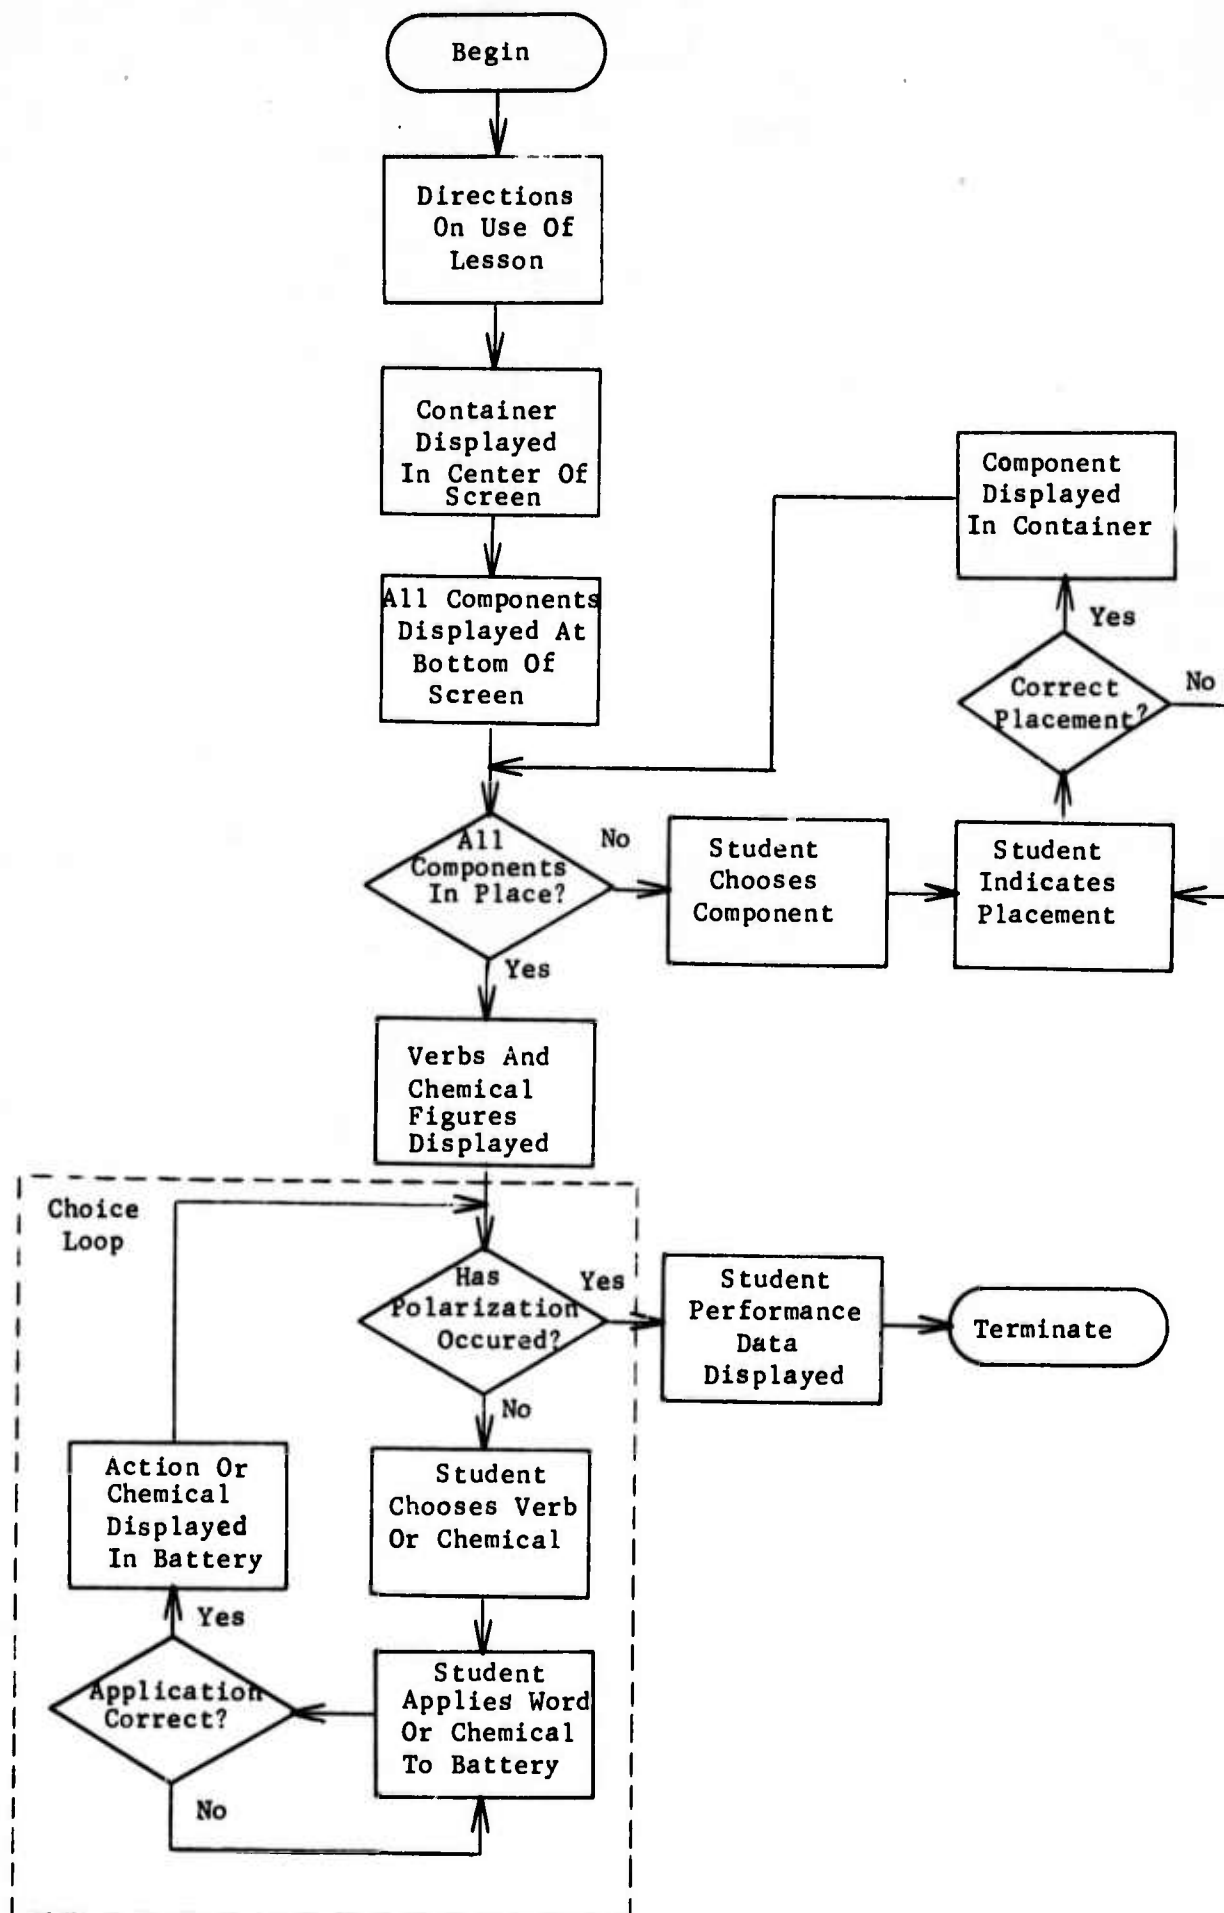 Begin
Directions
On Use Of
Lesson
Container
Displayed
In Center Of
Screen
All Components
Displayed At
Bottom Of
Screen
Component
Displayed
In Container
Yes
Correct
Placement?
No
All
Components
In Place?
No
Student
Chooses
Component
Student
Indicates
Placement
Yes
Verbs And
Chemical
Figures
Displayed
Choice
Loop
Has
Polarization
Occured?
Yes
Student
Performance
Data
Displayed
Terminate
No
Student
Chooses Verb
Or Chemical
Action Or
Chemical
Displayed
In Battery
Yes
Application
Correct?
Student
Applies Word
Or Chemical
To Battery
No